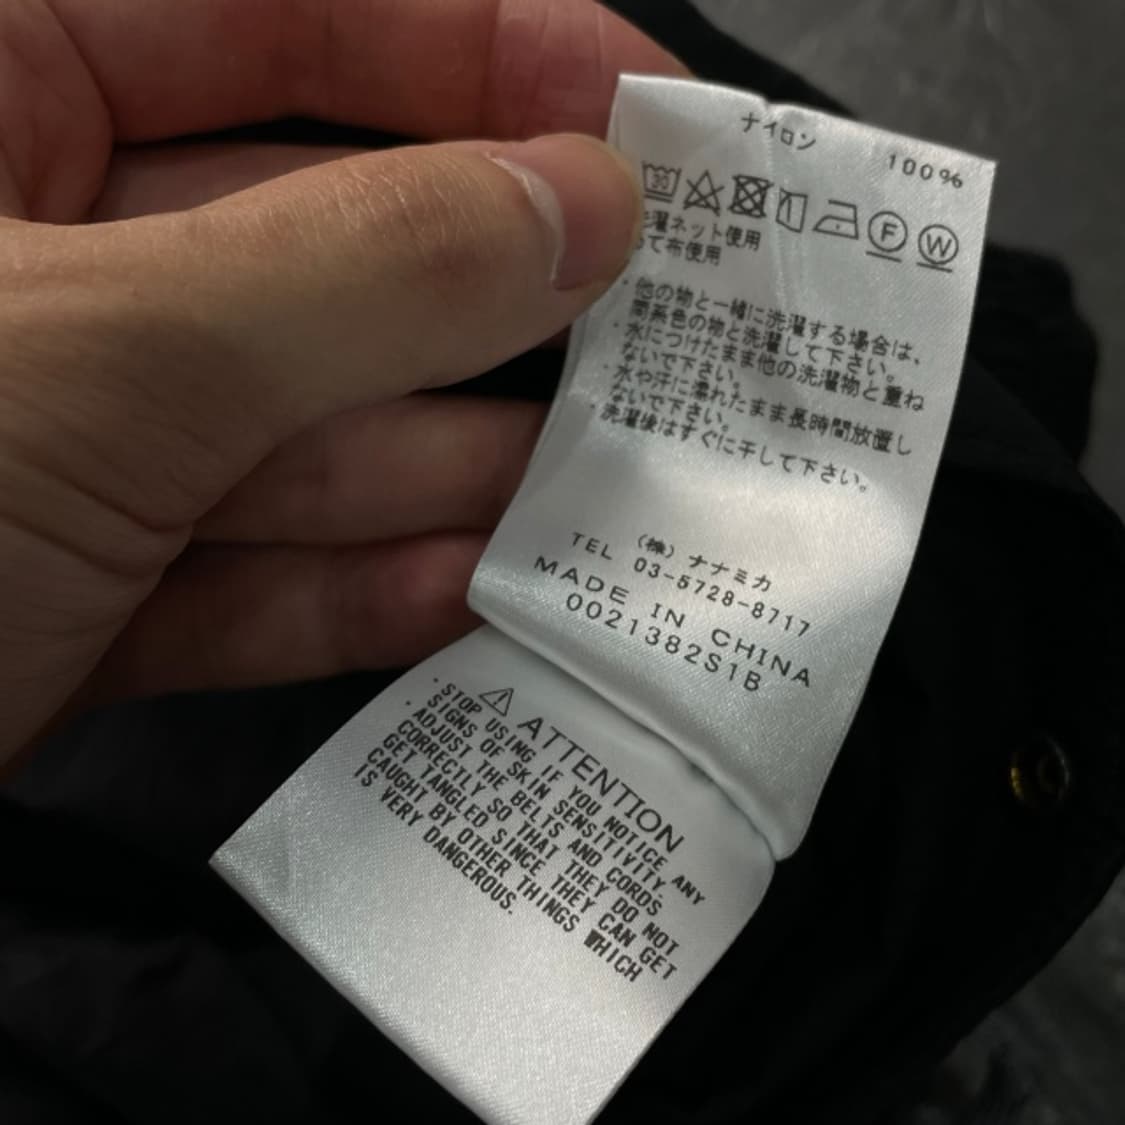 ナイロン 100%
30
F W
濯ネット使用
て布使用
・他の物と一緒に洗濯する場合は、
同系色の物と洗濯して下さい。
・水につけたまま他の洗濯物と重ね
ないで下さい。
・水や汗に濡れたまま長時間放置し
ないで下さい。
・洗濯後はすぐに干して下さい。
(株) ナナミカ
TEL 03-5728-8717
MADE IN CHINA
0021382S1B
⚠ ATTENTION
・STOP USING IF YOU NOTICE ANY
SIGNS OF SKIN SENSITIVITY.
・ADJUST THE BELTS AND CORDS
CORRECTLY SO THAT THEY DO NOT
GET TANGLED SINCE THEY CAN GET
CAUGHT BY OTHER THINGS WHICH
IS VERY DANGEROUS.